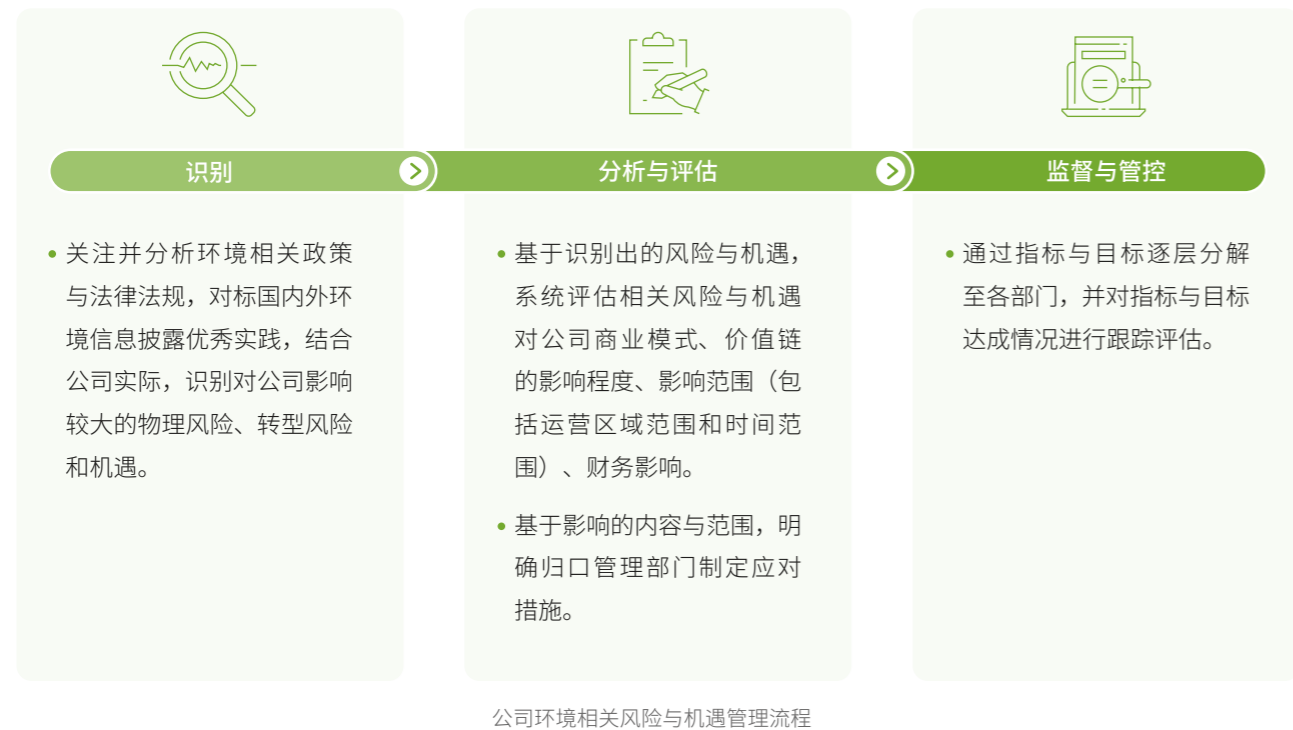 识别
关注并分析环境相关政策
与法律法规，对标国内外环
境信息披露优秀实践，结合
公司实际，识别对公司影响
较大的物理风险、转型风险
和机遇。
分析与评估
基于识别出的风险与机遇，
系统评估相关风险与机遇
对公司商业模式、价值链
的影响程度、影响范围（包
括运营区域范围和时间范
围）、财务影响。
基于影响的内容与范围，明
确归口管理部门制定应对
措施。
监督与管控
通过指标与目标逐层分解
至各部门，并对指标与目标
达成情况进行跟踪评估。
公司环境相关风险与机遇管理流程